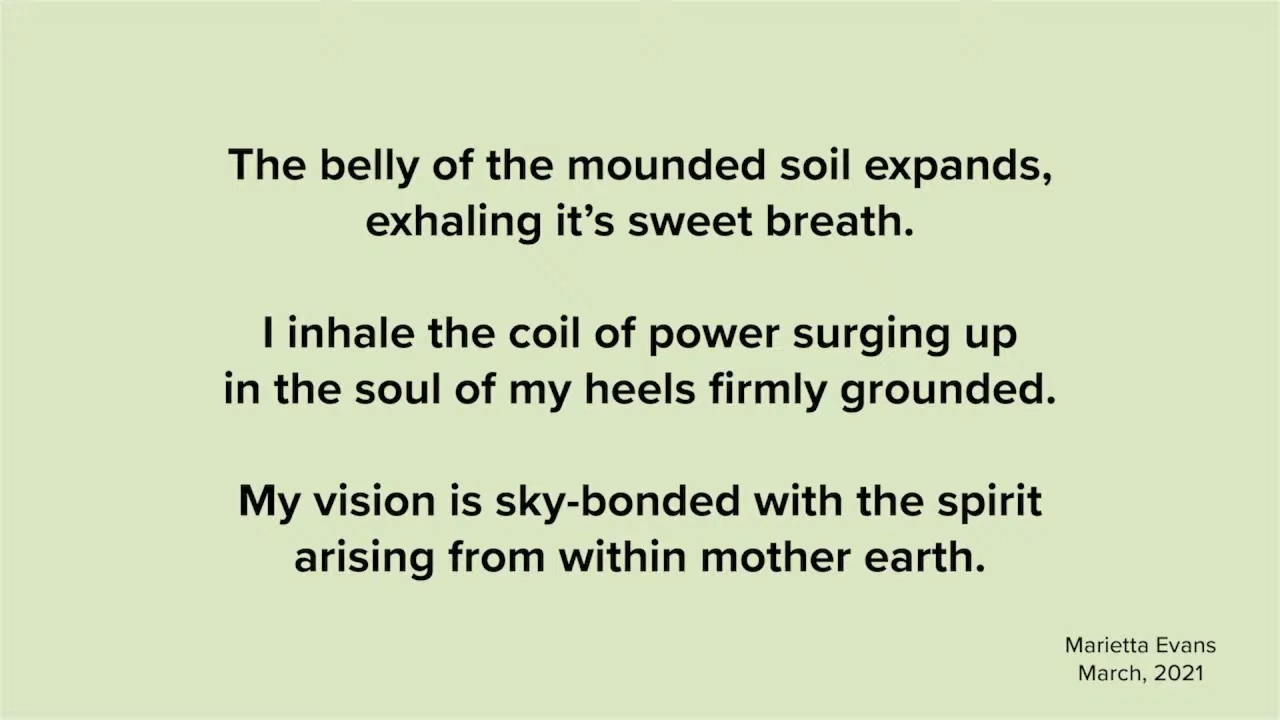 The belly of the mounded soil expands,
exhaling it’s sweet breath.
I inhale the coil of power surging up
in the soul of my heels firmly grounded.
My vision is sky-bonded with the spirit
arising from within mother earth.
Marietta Evans
March, 2021